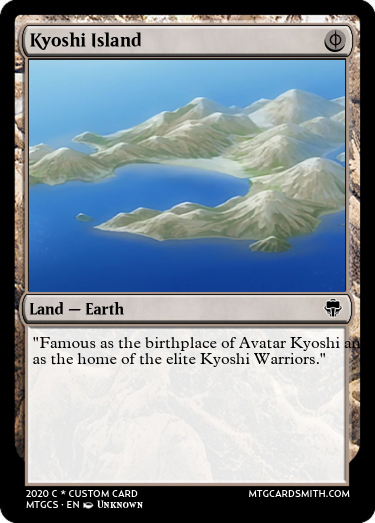 Kyoshi Island
Land — Earth
"Famous as the birthplace of Avatar Kyoshi an
as the home of the elite Kyoshi Warriors."
2020 C * CUSTOM CARD
MTGCARDSMITH.COM
MTGCS · EN Unknown